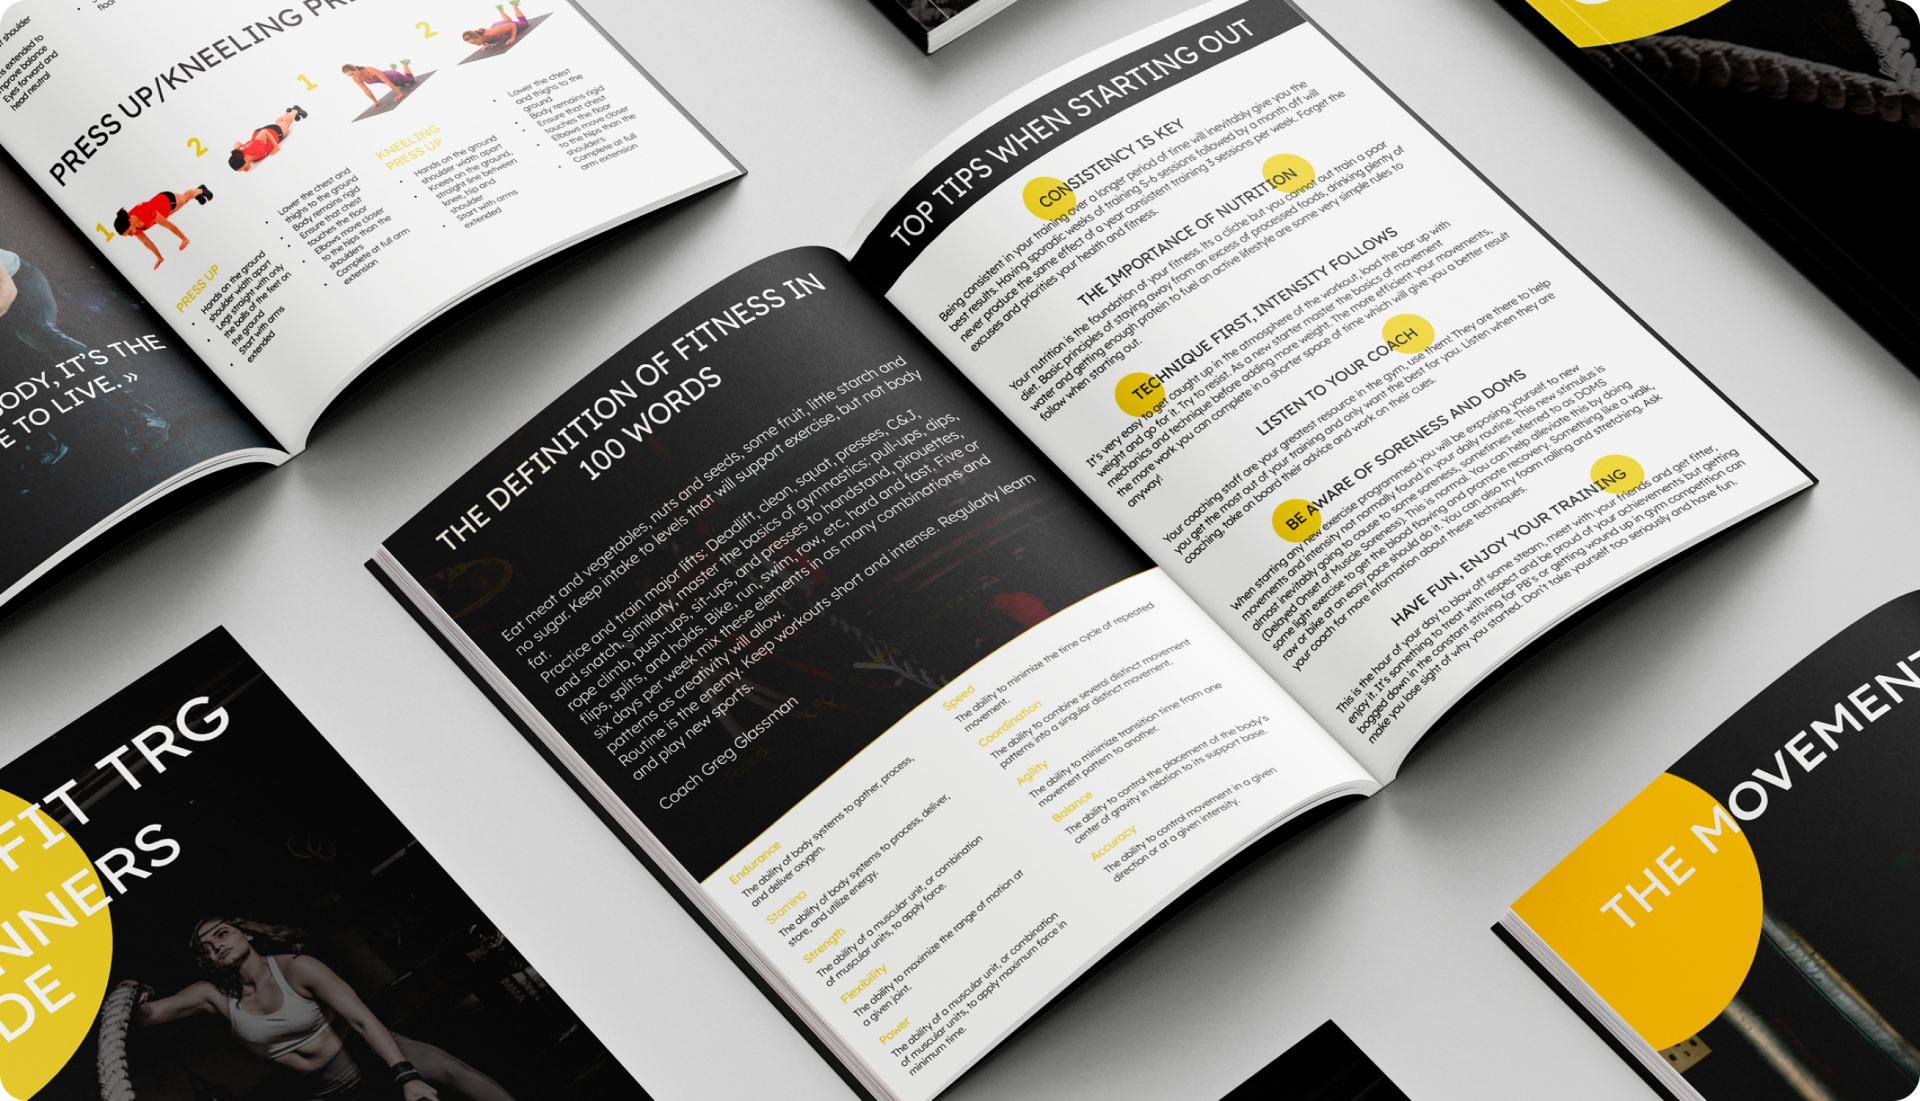 shoulder
floor
extended to
improve balance
Eyes forward and
head neutral
PRESS UP/KNEELING
1
2
1
2
PRESS UP
Hands on the ground
shoulder width apart
Legs straight with only
the balls of the feet on
the ground
Start with arms
extended
Lower the chest and
thighs to the ground
Body remains rigid
Ensure that chest
touches the floor
Elbows move closer
to the hips than the
shoulders
Complete at full arm
extension
KNEELING
PRESS UP
Hands on the ground
shoulder width apart
Knees on the ground,
straight line between
knee, hip and
shoulder
Start with arms
extended
Lower the chest
and thighs to the
ground
Body remains rigid
Ensure that chest
touches the floor
Elbows move closer
to the hips than the
shoulders
Complete at full
arm extension
BODY, IT'S THE
E TO LIVE.»
THE DEFINITION OF FITNESS IN
100 WORDS
Eat meat and vegetables, nuts and seeds, some fruit, little starch and
no sugar. Keep intake to levels that will support exercise, but not body
fat.
Practice and train major lifts: Deadlift, clean, squat, presses, C&J,
and snatch. Similarly, master the basics of gymnastics: pull-ups, dips,
rope climb, push-ups, sit-ups, and presses to handstand, pirouettes,
flips, splits, and holds. Bike, run, swim, row, etc, hard and fast. Five or
six days per week mix these elements in as many combinations and
patterns as creativity will allow.
Routine is the enemy. Keep workouts short and intense. Regularly learn
and play new sports.
Coach Greg Glassman
Endurance
The ability of body systems to gather, process,
and deliver oxygen.
Stamina
The ability of body systems to process, deliver,
store, and utilize energy.
Strength
The ability of a muscular unit, or combination
of muscular units, to apply force.
Flexibility
The ability to maximize the range of motion at
a given joint.
Power
The ability of a muscular unit, or combination
of muscular units, to apply maximum force in
minimum time.
Speed
The ability to minimize the time cycle of repeated
movement.
Coordination
The ability to combine several distinct movement
patterns into a singular distinct movement.
Agility
The ability to minimize transition time from one
movement pattern to another.
Balance
The ability to control the placement of the body's
center of gravity in relation to its support base.
Accuracy
The ability to control movement in a given
direction or at a given intensity.
TOP TIPS WHEN STARTING OUT
CONSISTENCY IS KEY
Being consistent in your training over a longer period of time will inevitably give you the
best results. Having sporadic weeks of training 5-6 sessions followed by a month off will
never produce the same effect of a year consistent training 3 sessions per week. Forget the
excuses and priorities your health and fitness.
THE IMPORTANCE OF NUTRITION
Your nutrition is the foundation of your fitness. Its a cliche but you cannot out train a poor
diet. Basic principles of staying away from an excess of processed foods, drinking plenty of
water and getting enough protein to fuel an active lifestyle are some very simple rules to
follow when starting out.
TECHNIQUE FIRST, INTENSITY FOLLOWS
It's very easy to get caught up in the atmosphere of the workout, load the bar up with
weight and go for it. Try to resist. As a new starter master the basics of movement
mechanics and technique before adding more weight. The more efficient your movements,
the more work you can complete in a shorter space of time which will give you a better result
anyway!
LISTEN TO YOUR COACH
Your coaching staff are your greatest resource in the gym, use them! They are there to help
you get the most out of your training and only want the best for you. Listen when they are
coaching, take on board their advice and work on their cues.
BE AWARE OF SORENESS AND DOMS
When starting any new exercise programmed you will be exposing yourself to new
movements and intensity not normally found in your daily routine. This new stimulus is
almost inevitably going to cause to some soreness, sometimes referred to as DOMS
(Delayed Onset of Muscle Soreness). This is normal. You can help alleviate this by doing
some light exercise to get the blood flowing and promote recovery. Something like a walk,
row or bike at an easy pace should do it. You can also try foam rolling and stretching. Ask
your coach for more information about these techniques.
HAVE FUN, ENJOY YOUR TRAINING
This is the hour of your day to blow off some steam, meet with your friends and get fitter,
enjoy it. It's something to treat with respect and be proud of your achievements but getting
bogged down in the constant striving for PB's or getting wound up in gym competition can
make you lose sight of why you started. Don't take yourself too seriously and have fun.
FIT TRG
NNERS
DE
THE MOVEMENT